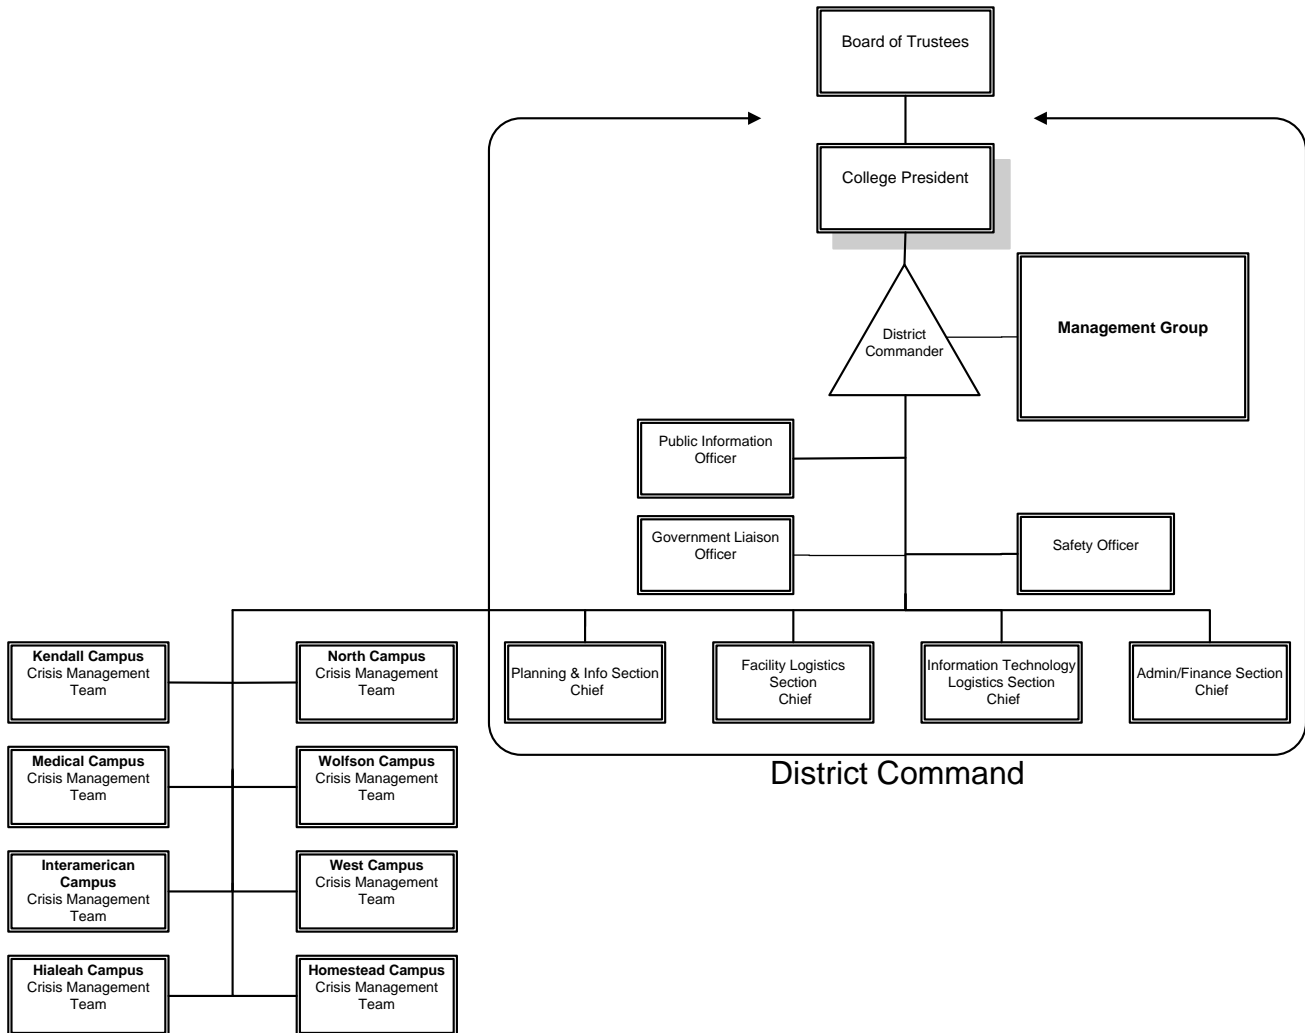 Board of Trustees
College President
District
Commander
Management Group
Public Information
Officer
Government Liaison
Officer
Safety Officer
Kendall Campus
Crisis Management
Team
North Campus
Crisis Management
Team
Planning & Info Section
Chief
Facility Logistics
Section
Chief
Information Technology
Logistics Section
Chief
Admin/Finance Section
Chief
Medical Campus
Crisis Management
Team
Wolfson Campus
Crisis Management
Team
District Command
Interamerican
Campus
Crisis Management
Team
West Campus
Crisis Management
Team
Hialeah Campus
Crisis Management
Team
Homestead Campus
Crisis Management
Team